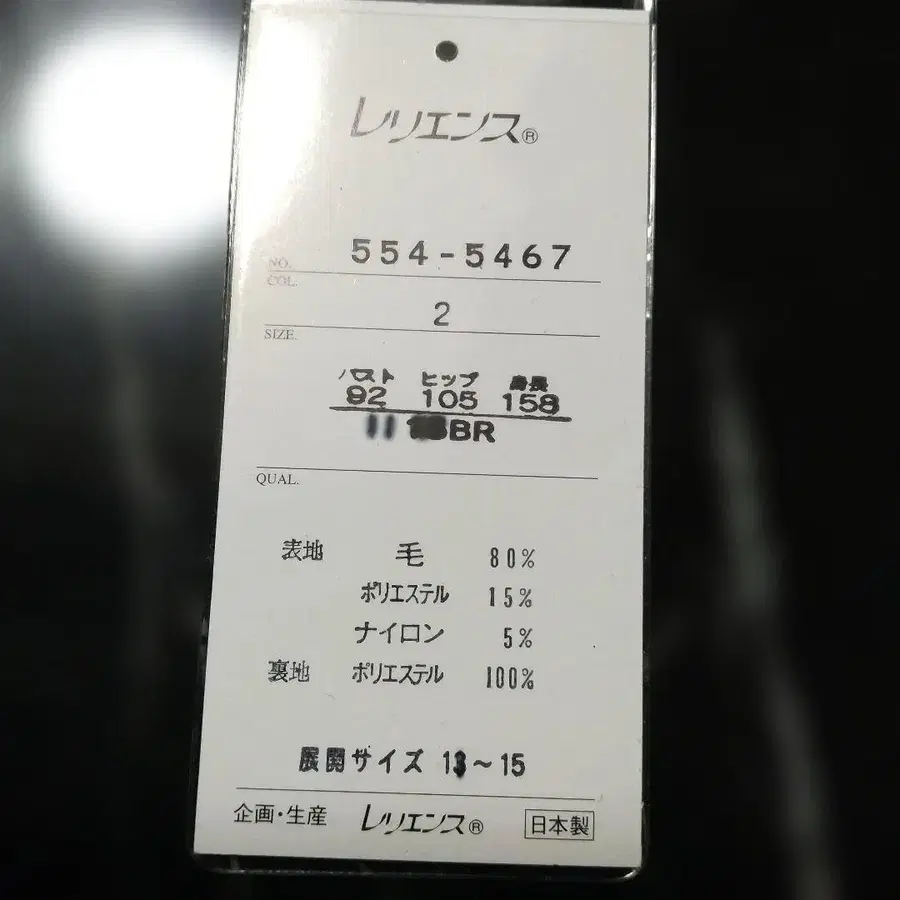 レリエンス®
NO. 554-5467
COL. 2
SIZE.
バスト ヒップ 身長
92 105 158
11 BR
QUAL.
表地 毛 80%
ポリエステル 15%
ナイロン 5%
裏地 ポリエステル 100%
展開サイズ 13～15
企画・生産 レリエンス® 日本製